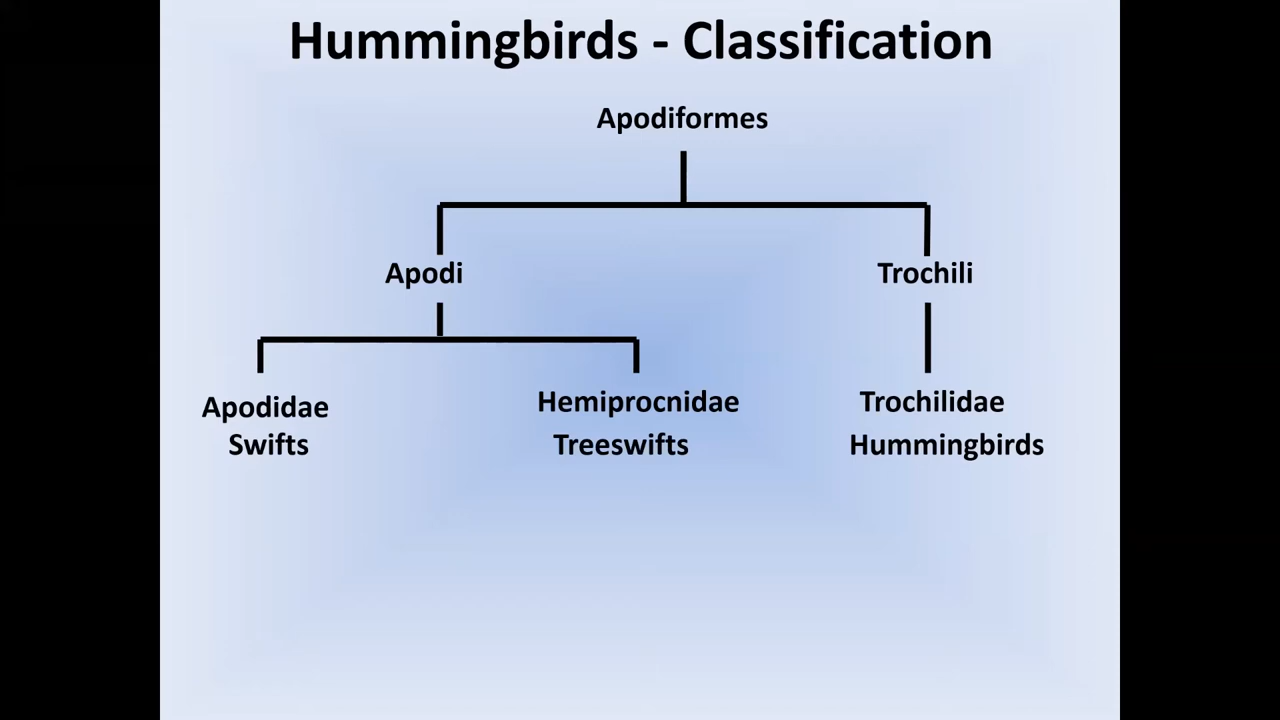 Hummingbirds - Classification
Apodiformes
Apodi
Trochili
Apodidae
Swifts
Hemiprocnidae
Treeswifts
Trochilidae
Hummingbirds